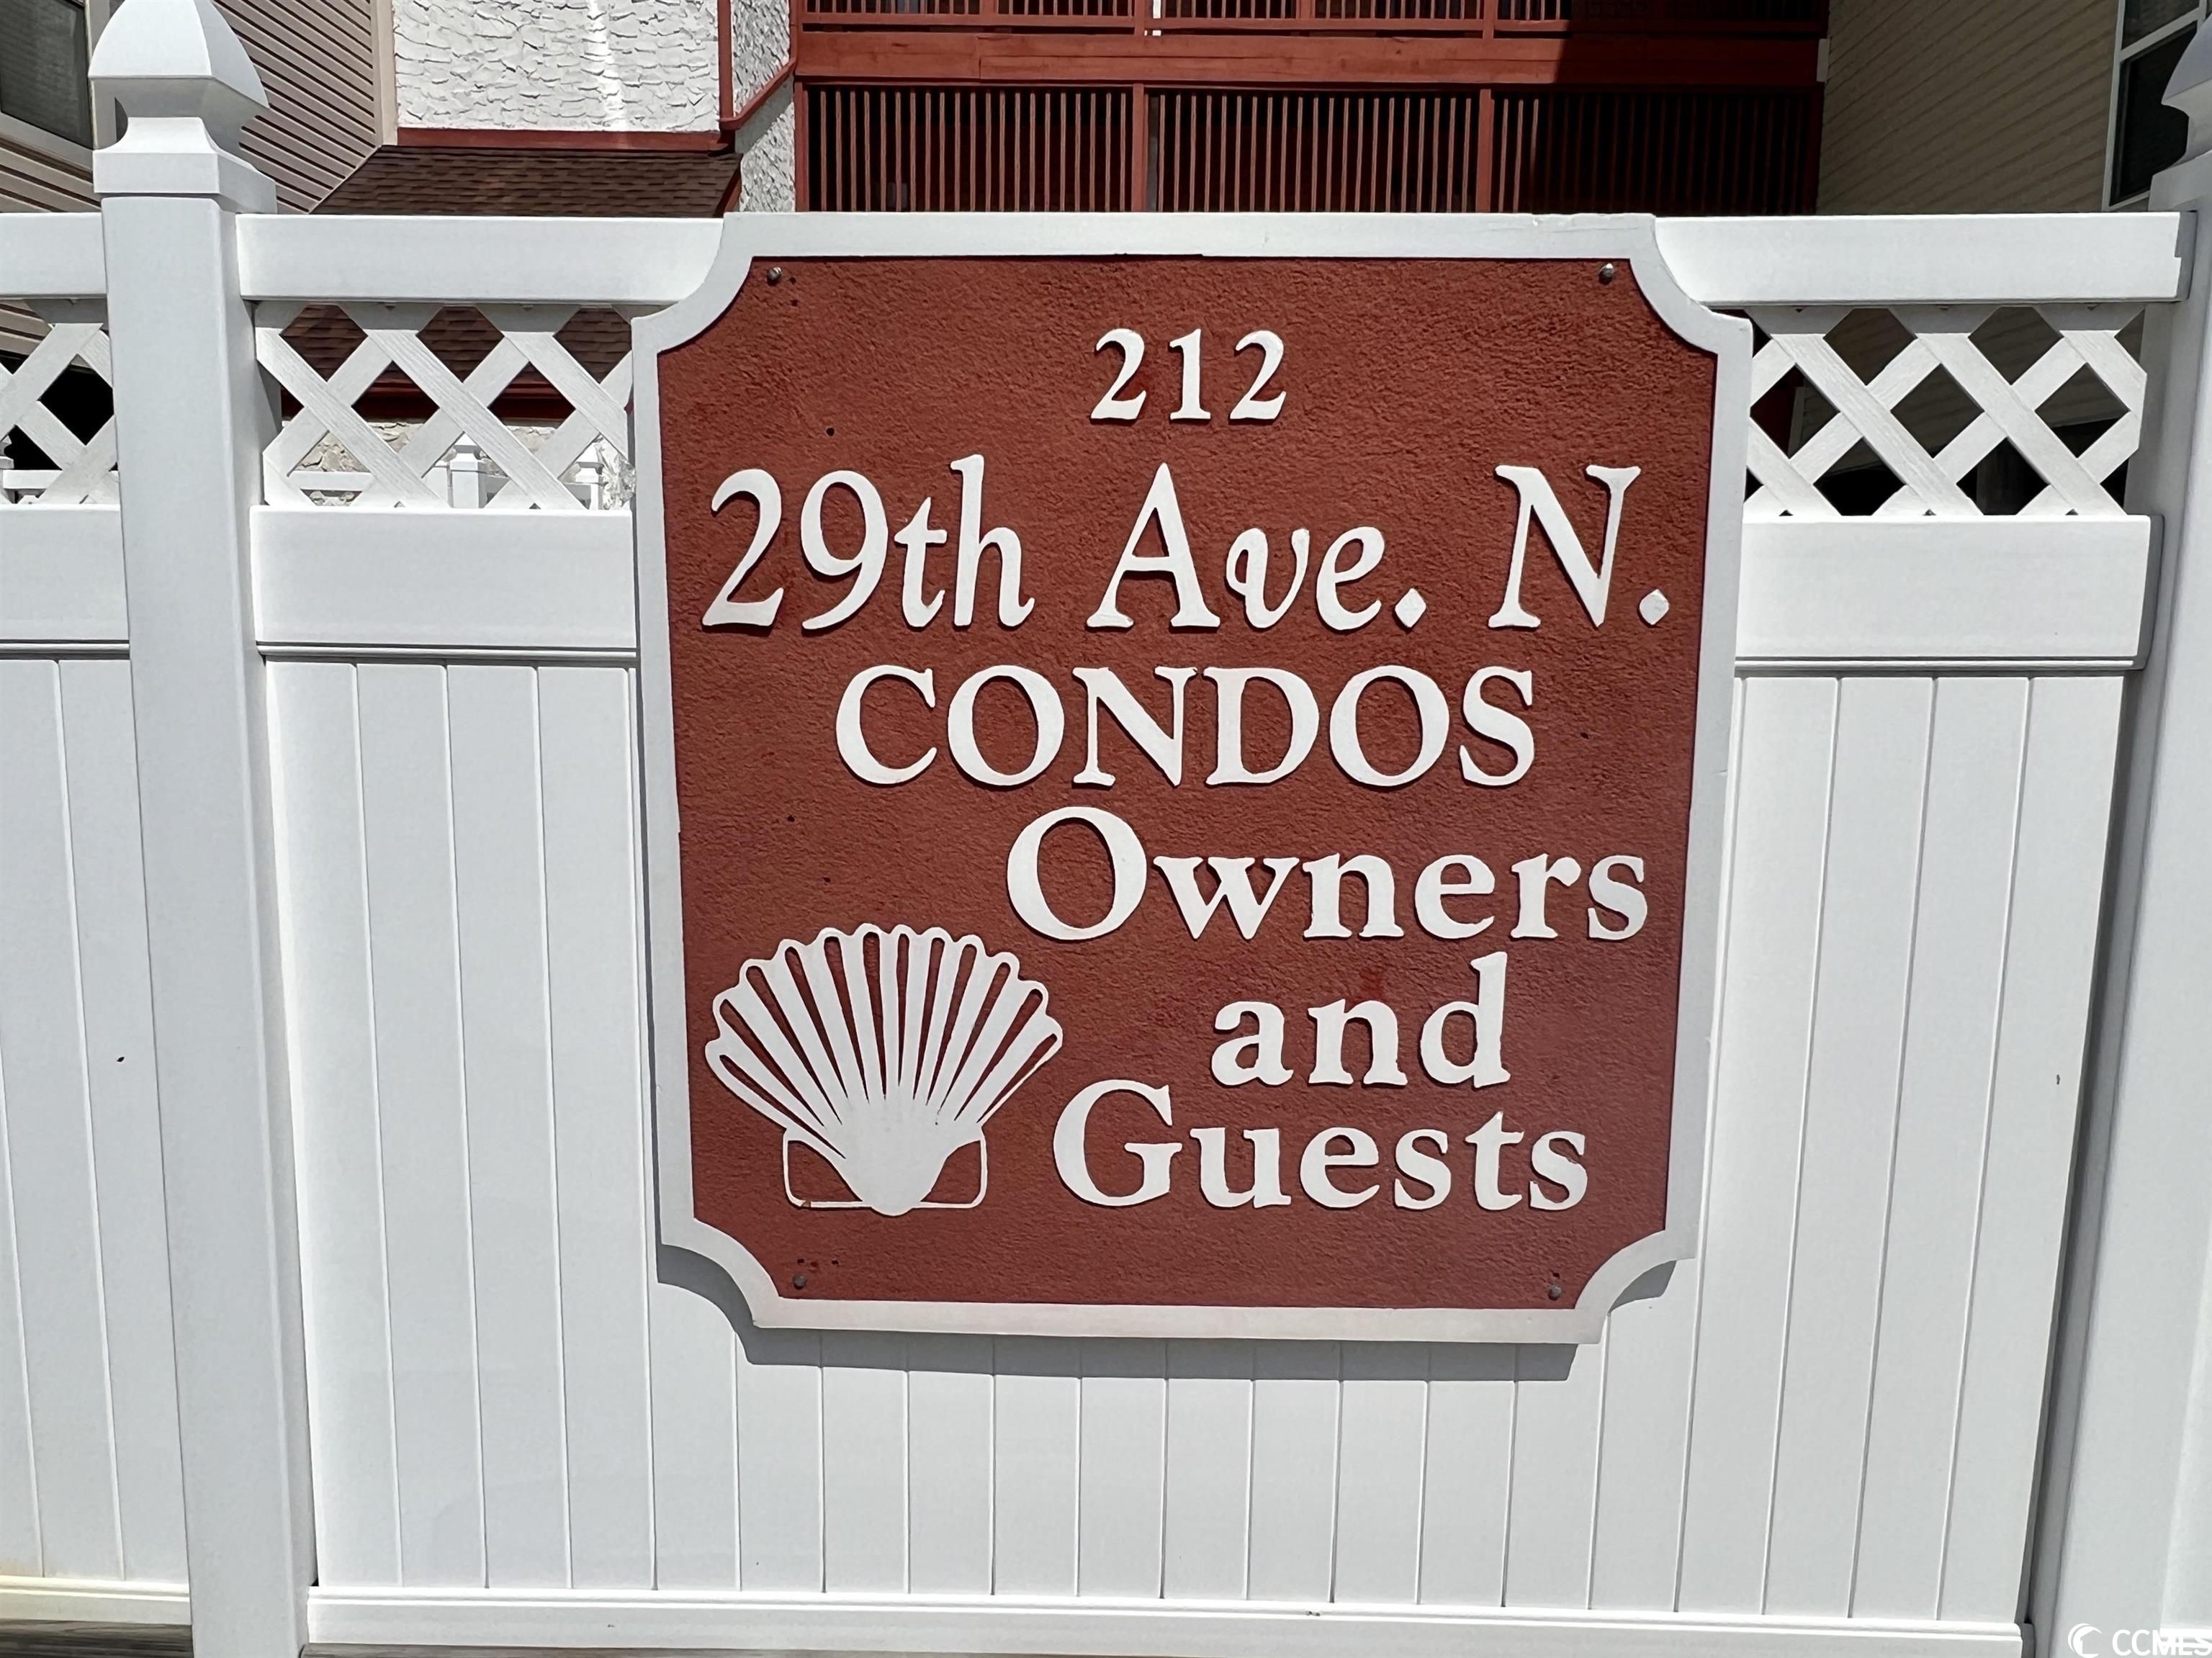 212
29th Ave. N.
CONDOS
Owners
and
Guests
CCMLS